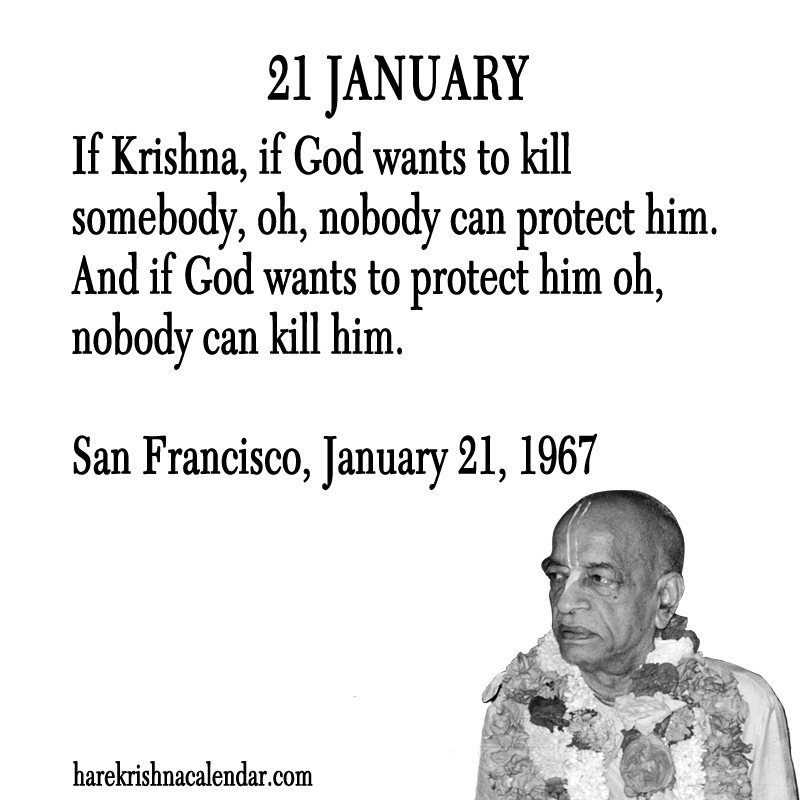 21 JANUARY
If Krishna, if God wants to kill
somebody, oh, nobody can protect him.
And if God wants to protect him oh,
nobody can kill him.
San Francisco, January 21, 1967
harekrishnacalendar.com